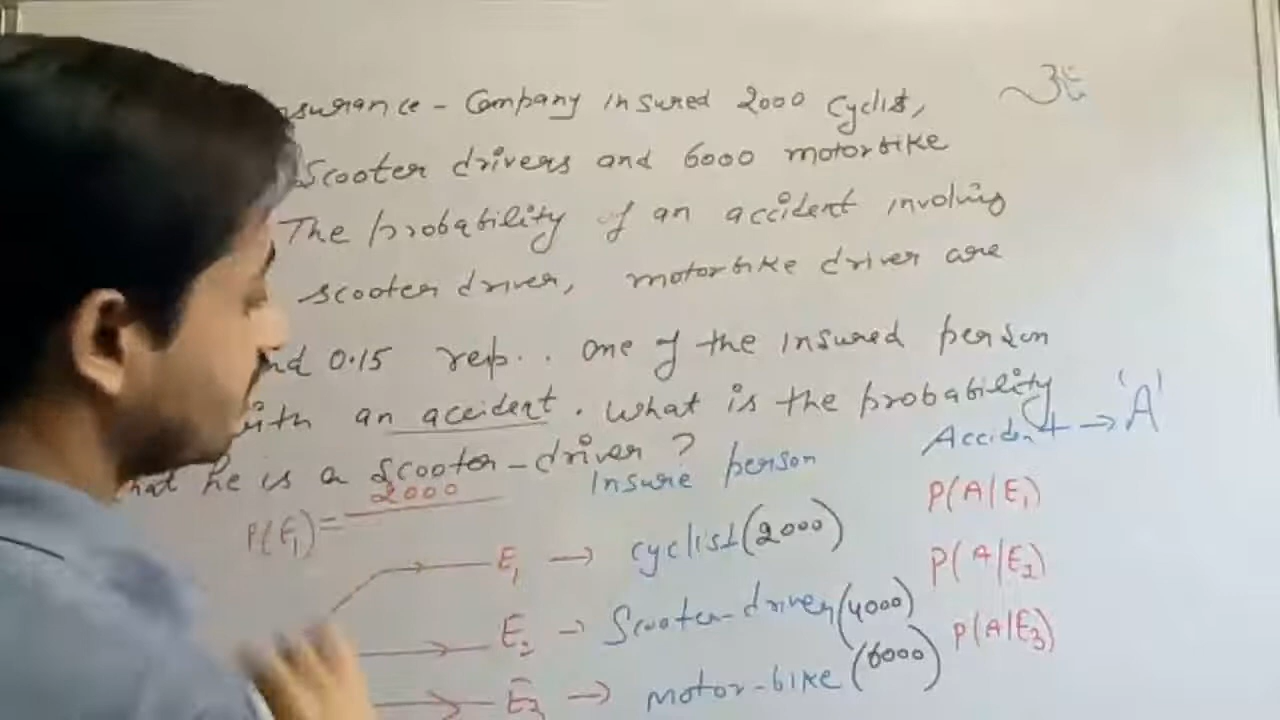 nsurance - Company insured 2000 Cyclist,
Scooter drivers and 6000 motorbike
The probability of an accident involving
scooter driver, motorbike driver are
nd 0.15 resp.. One of the insured person
ith an accident. What is the probability
hat he is a Scooter-driver?
Accident → 'A'
Insure person
P(E₁)= 2000
P(A|E₁)
E₁ → cyclist (2000)
P(A|E₂)
E₂ → Scooter-driver (4000)
P(A|E₃)
E₃ → motor-bike (6000)